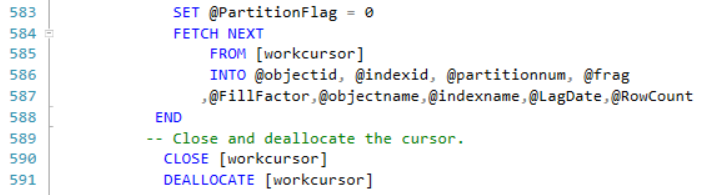 583 SET @PartitionFlag = 0
584 FETCH NEXT
585 FROM [workcursor]
586 INTO @objectid, @indexid, @partitionnum, @frag
587 ,@FillFactor,@objectname,@indexname,@LagDate,@RowCount
588 END
589 -- Close and deallocate the cursor.
590 CLOSE [workcursor]
591 DEALLOCATE [workcursor]